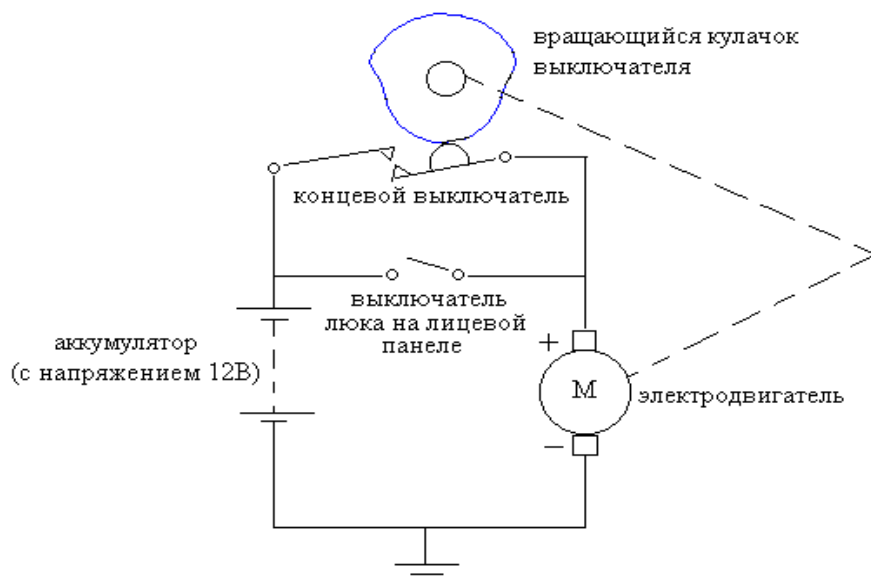 вращающийся кулачок
выключателя
концевой выключатель
выключатель
люка на лицевой
панеле
аккумулятор
(с напряжением 12В)
+
М
электродвигатель
−